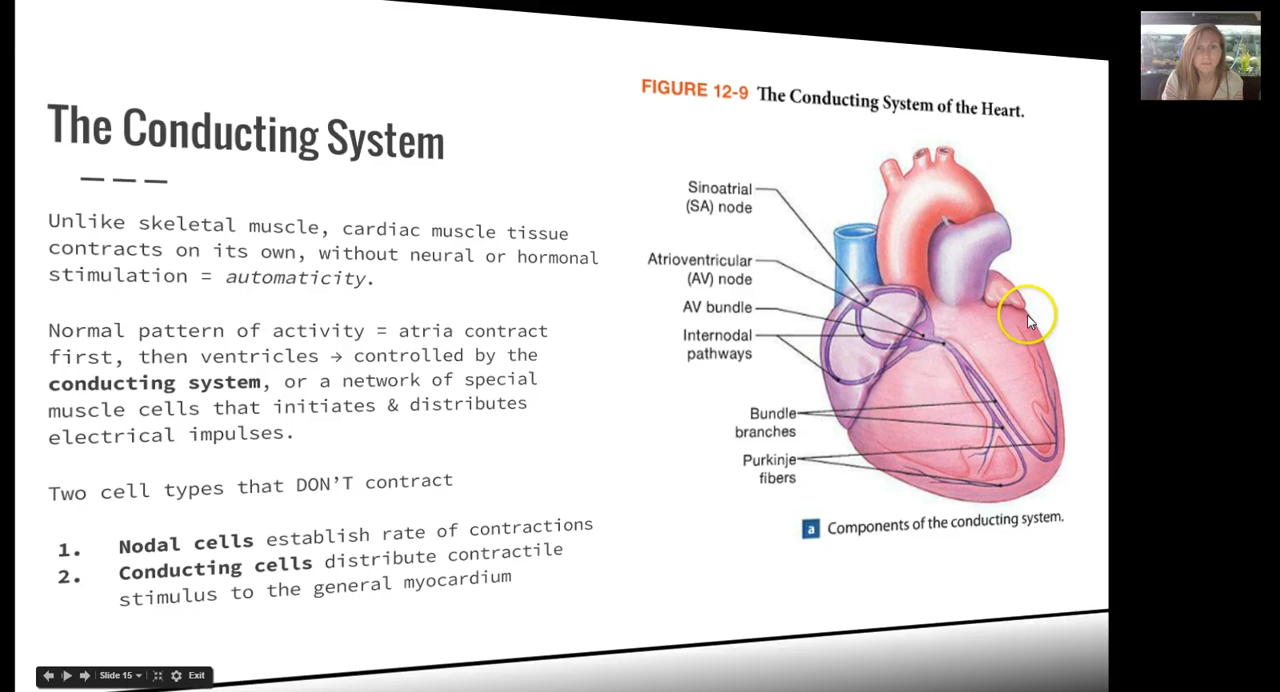 The Conducting System
Unlike skeletal muscle, cardiac muscle tissue
contracts on its own, without neural or hormonal
stimulation = automaticity.
Normal pattern of activity = atria contract
first, then ventricles → controlled by the
conducting system, or a network of special
muscle cells that initiates & distributes
electrical impulses.
Two cell types that DON'T contract
1. Nodal cells establish rate of contractions
2. Conducting cells distribute contractile
stimulus to the general myocardium
FIGURE 12-9 The Conducting System of the Heart.
Sinoatrial
(SA) node
Atrioventricular
(AV) node
AV bundle
Internodal
pathways
Bundle
branches
Purkinje
fibers
a Components of the conducting system.
Slide 15
Exit